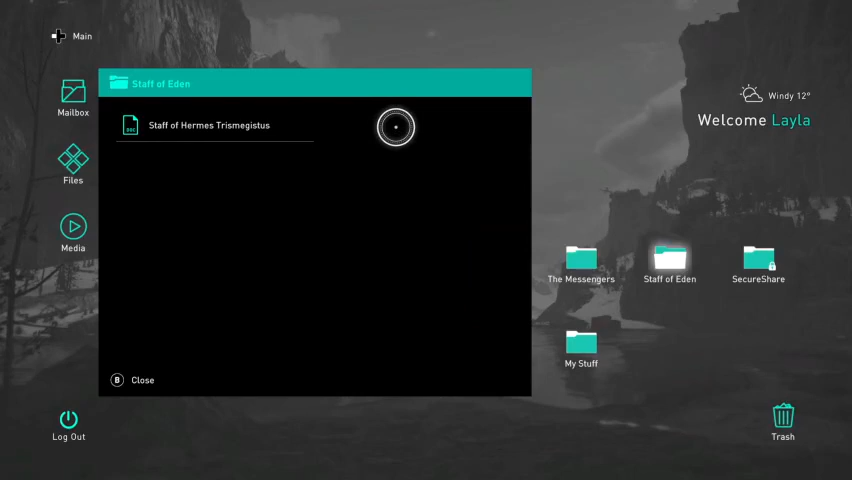 Main
Staff of Eden
Mailbox
DOC
Staff of Hermes Trismegistus
Files
Media
Windy 12°
Welcome Layla
The Messengers
Staff of Eden
SecureShare
My Stuff
B Close
Log Out
Trash